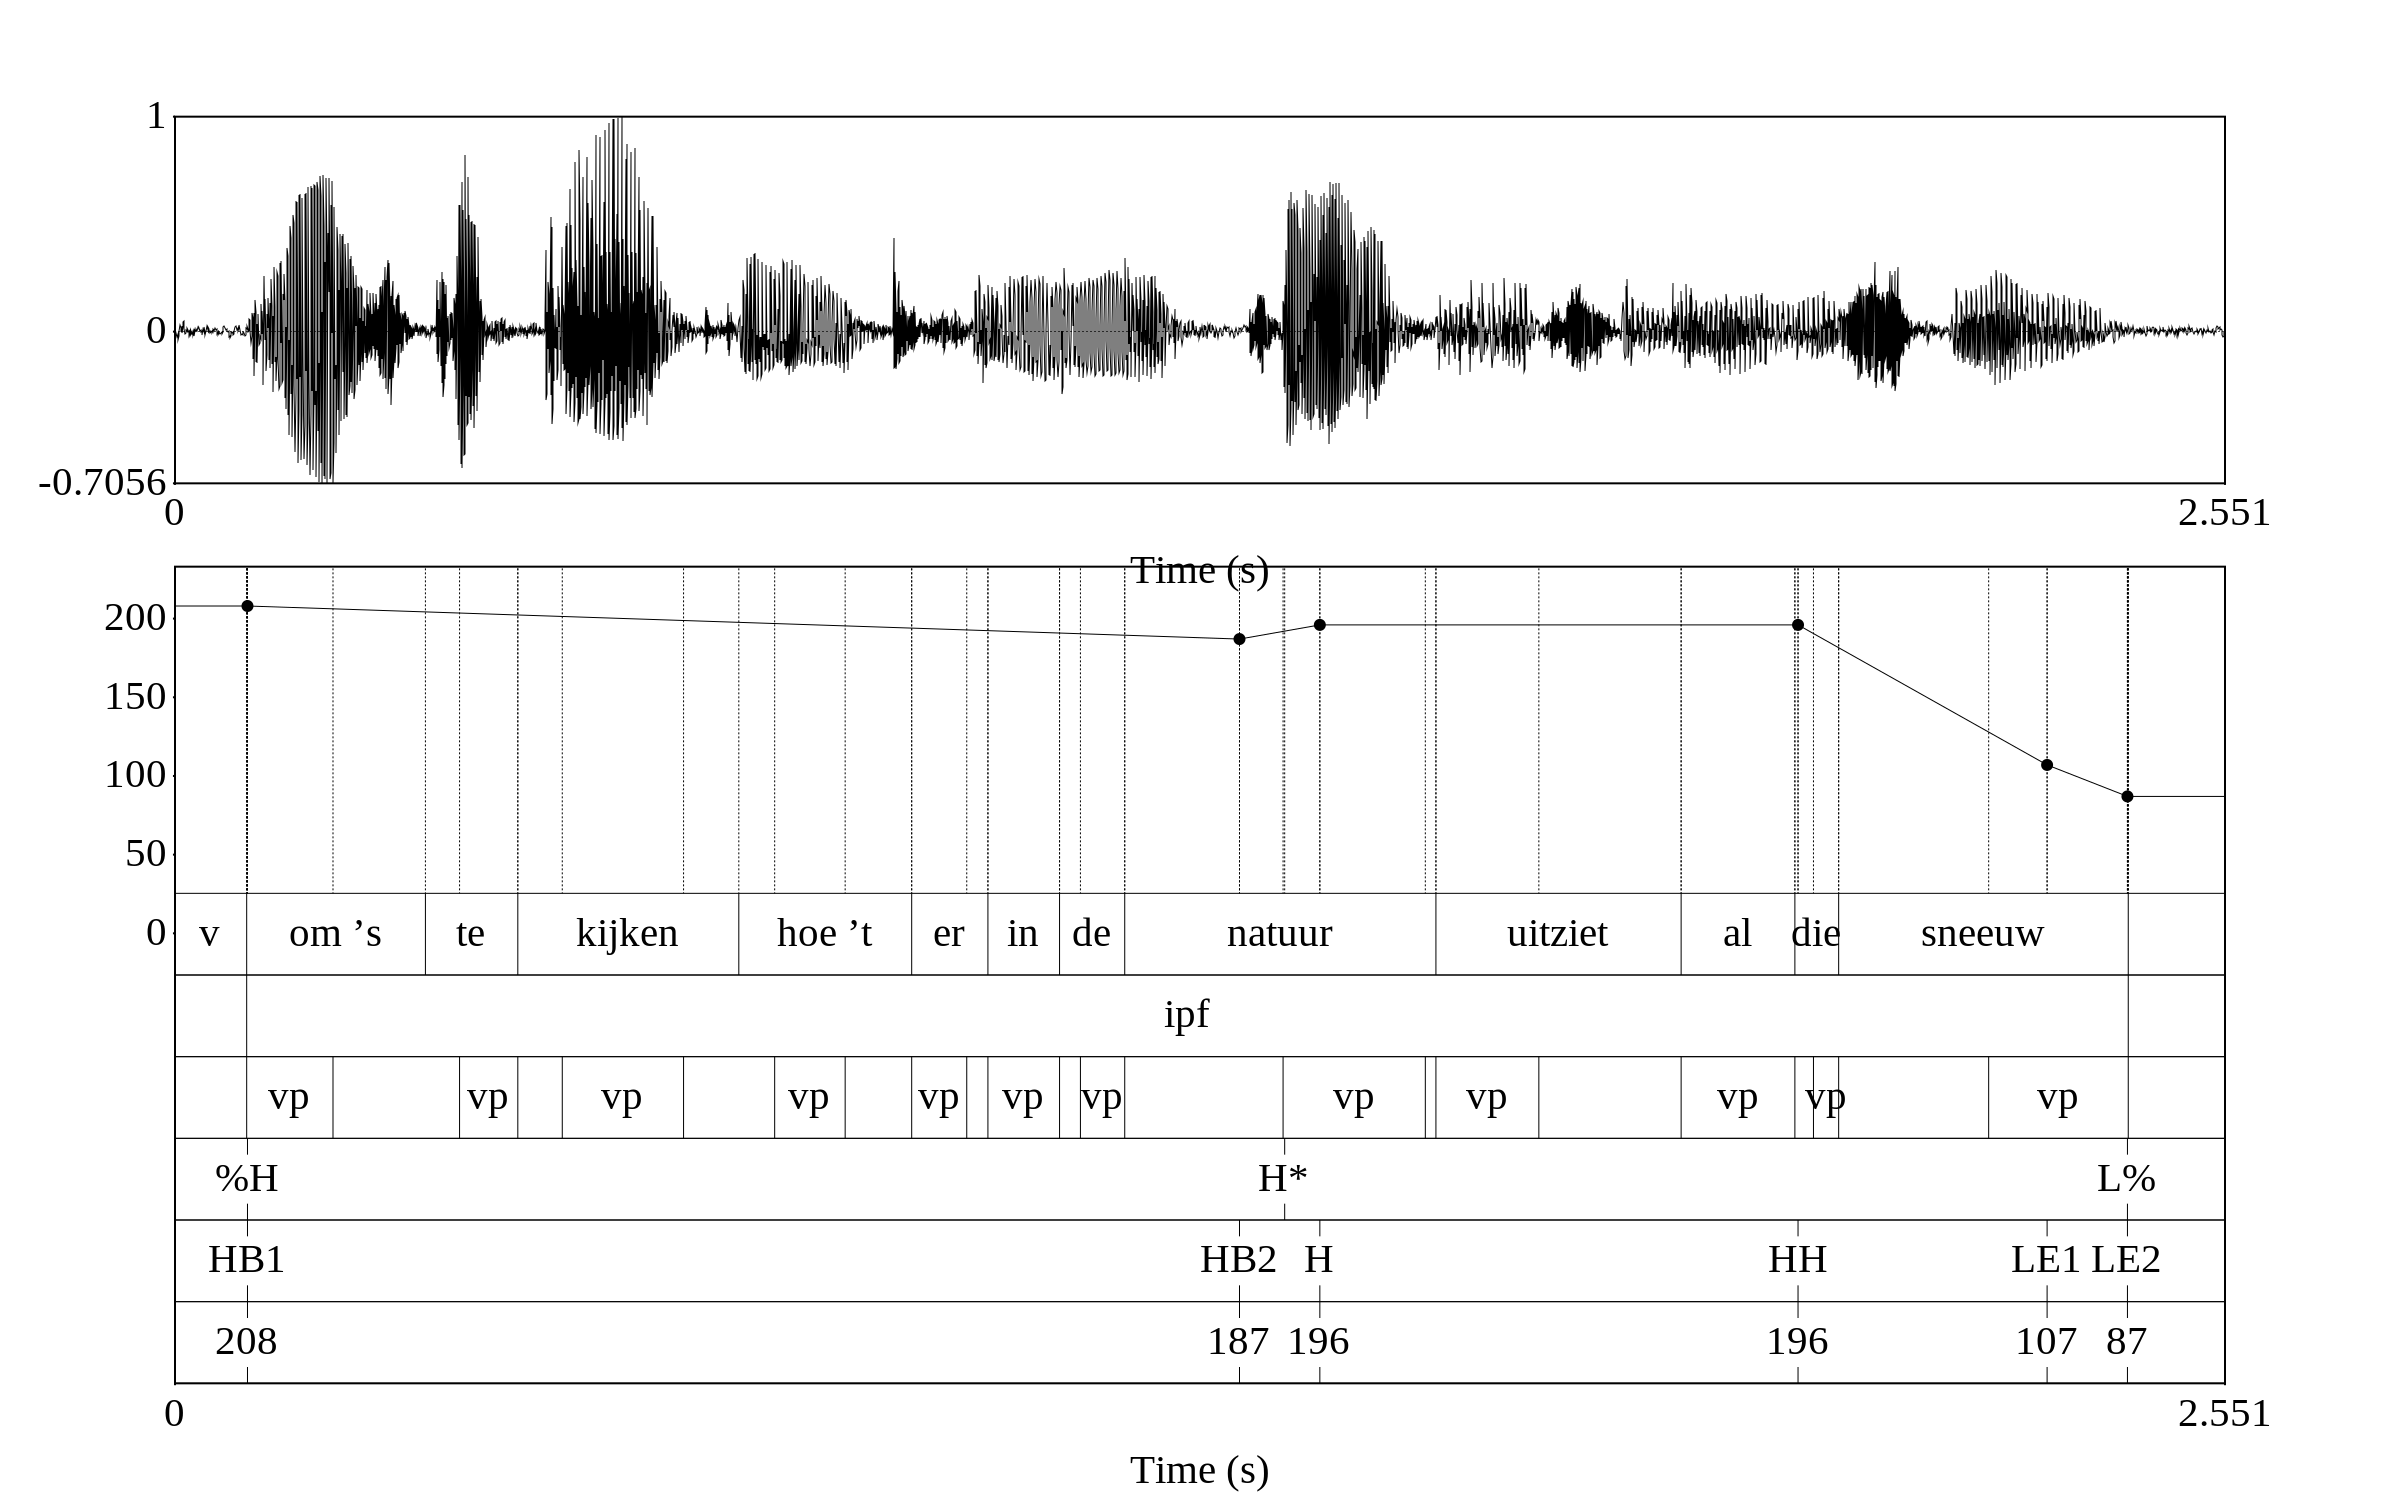 1
0
-0.7056
0 2.551
Time (s)
200
150
100
50
0
v om ’s te kijken hoe ’t er in de natuur uitziet al die sneeuw
ipf
vp vp vp vp vp vp vp vp vp vp vp vp
%H H* L%
HB1 HB2 H HH LE1 LE2
208 187 196 196 107 87
0 2.551
Time (s)